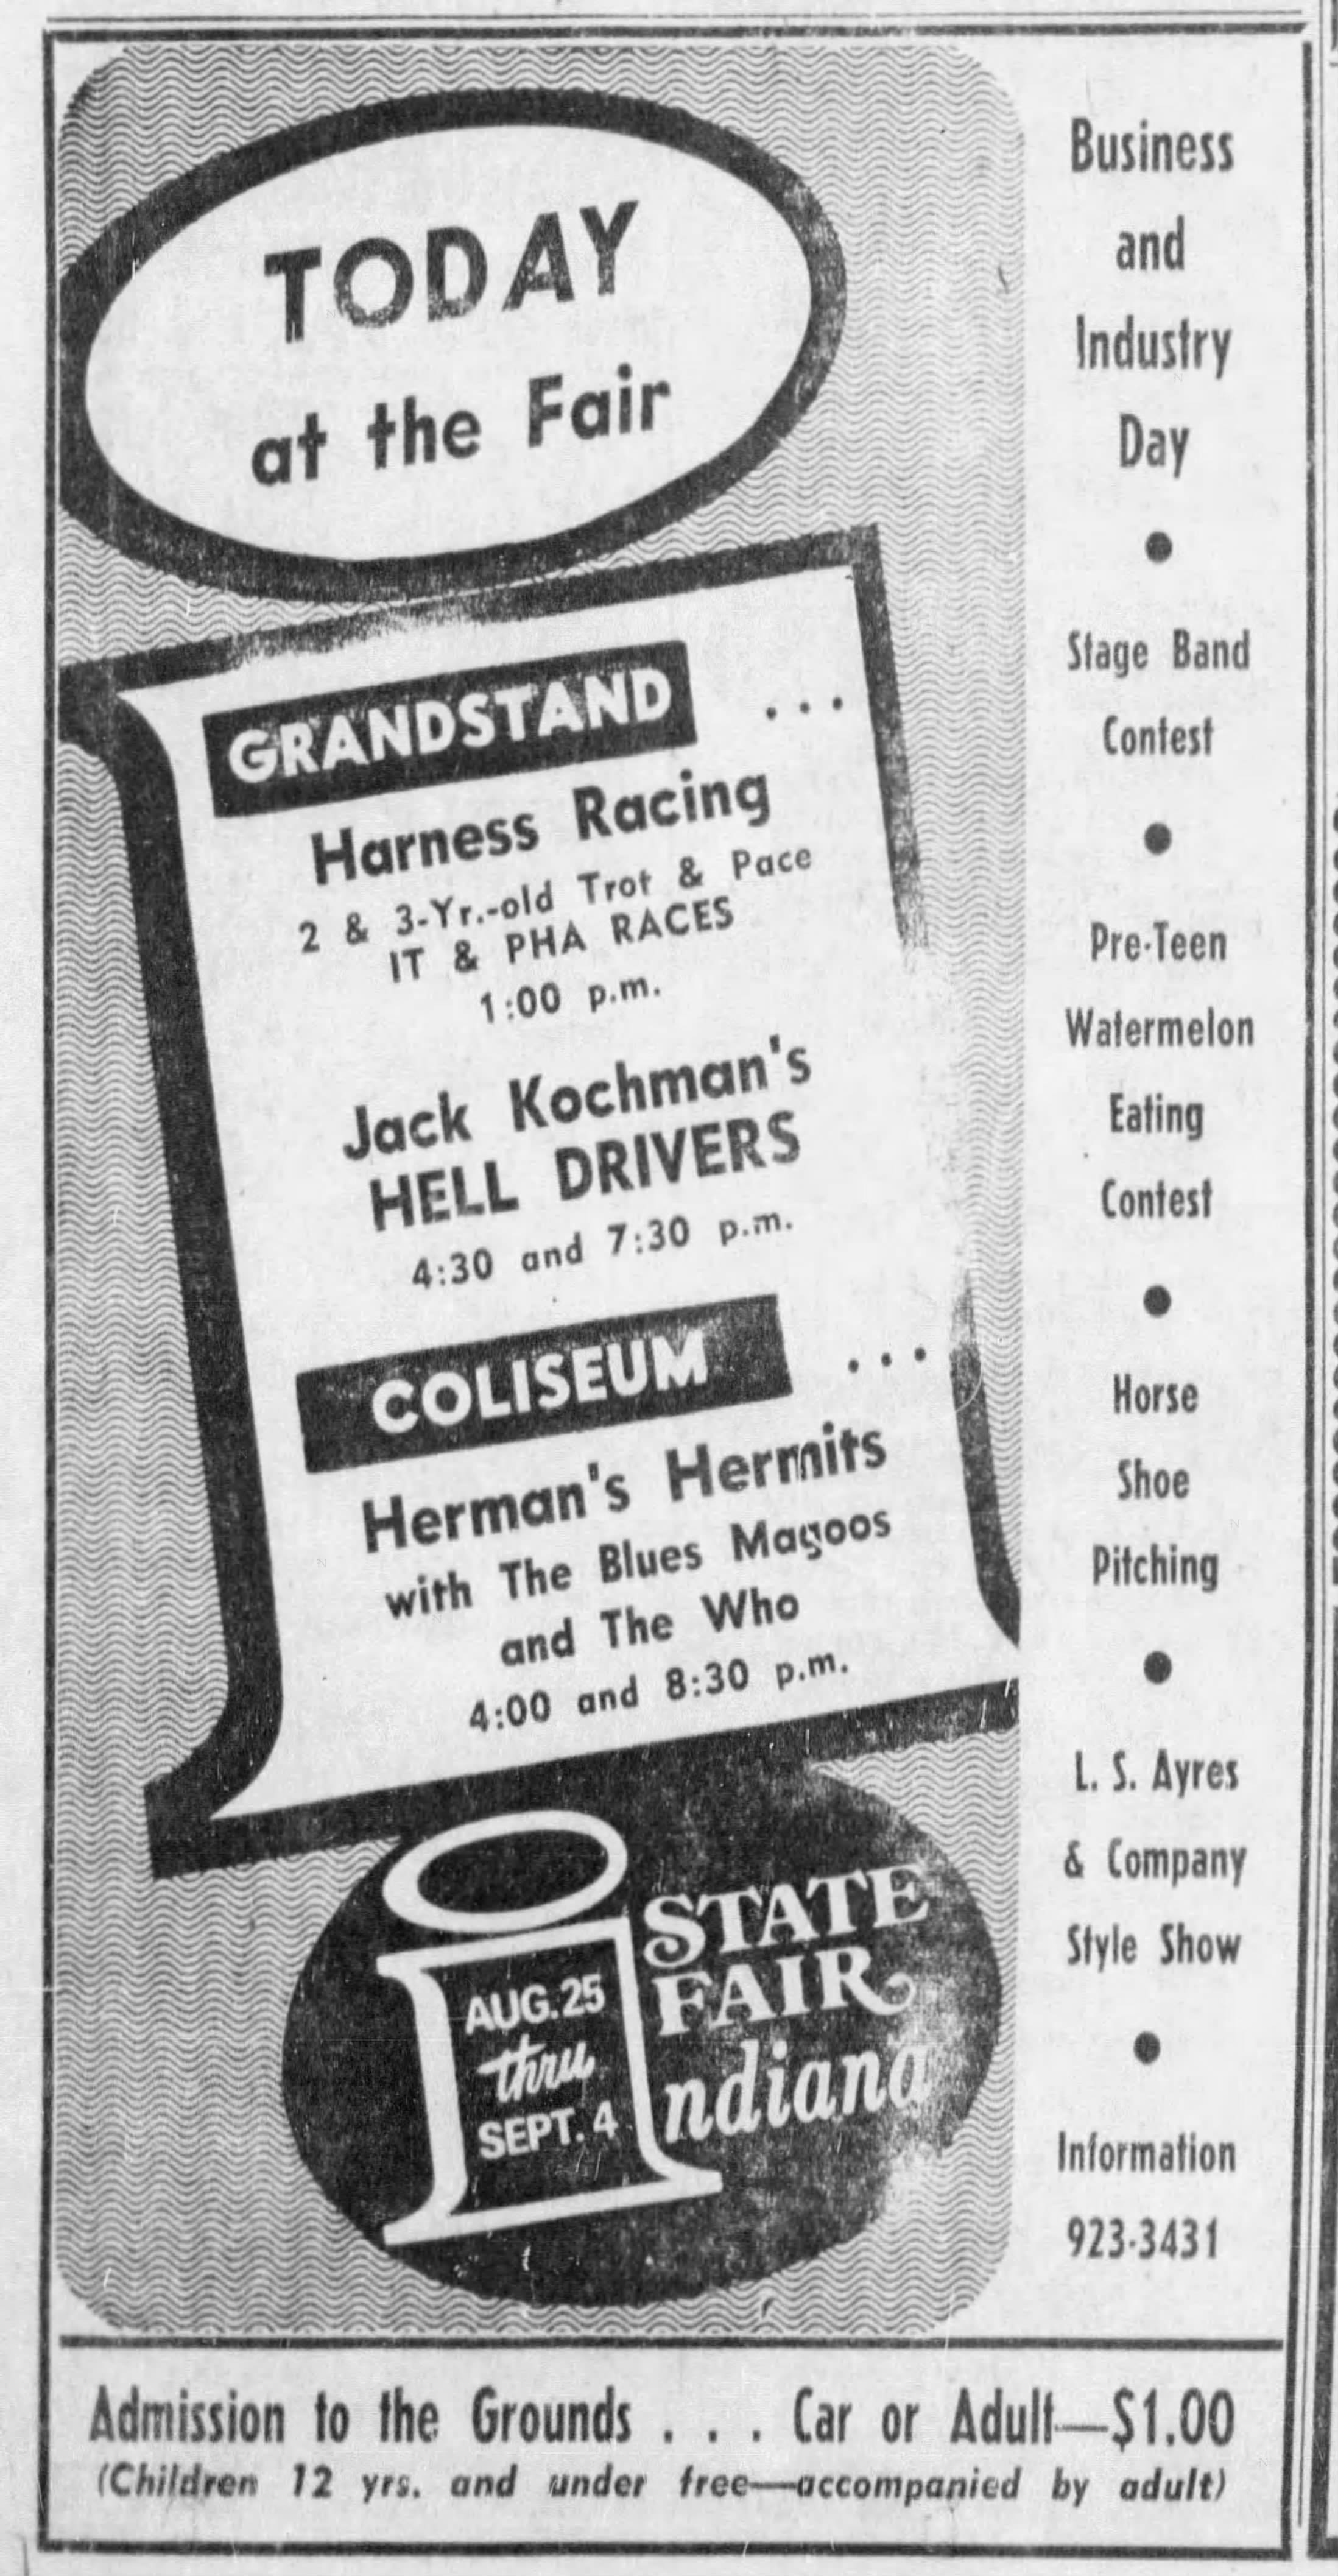 TODAY
at the Fair
GRANDSTAND . . .
Harness Racing
2 & 3-Yr.-old Trot & Pace
IT & PHA RACES
1:00 p.m.
Jack Kochman's
HELL DRIVERS
4:30 and 7:30 p.m.
COLISEUM . . .
Herman's Hermits
with The Blues Magoos
and The Who
4:00 and 8:30 p.m.
STATE
FAIR
indiana
AUG. 25
thru
SEPT. 4
Business
and
Industry
Day
●
Stage Band
Contest
●
Pre-Teen
Watermelon
Eating
Contest
●
Horse
Shoe
Pitching
●
L. S. Ayres
& Company
Style Show
●
Information
923-3431
Admission to the Grounds . . . Car or Adult—$1.00
(Children 12 yrs. and under free—accompanied by adult)